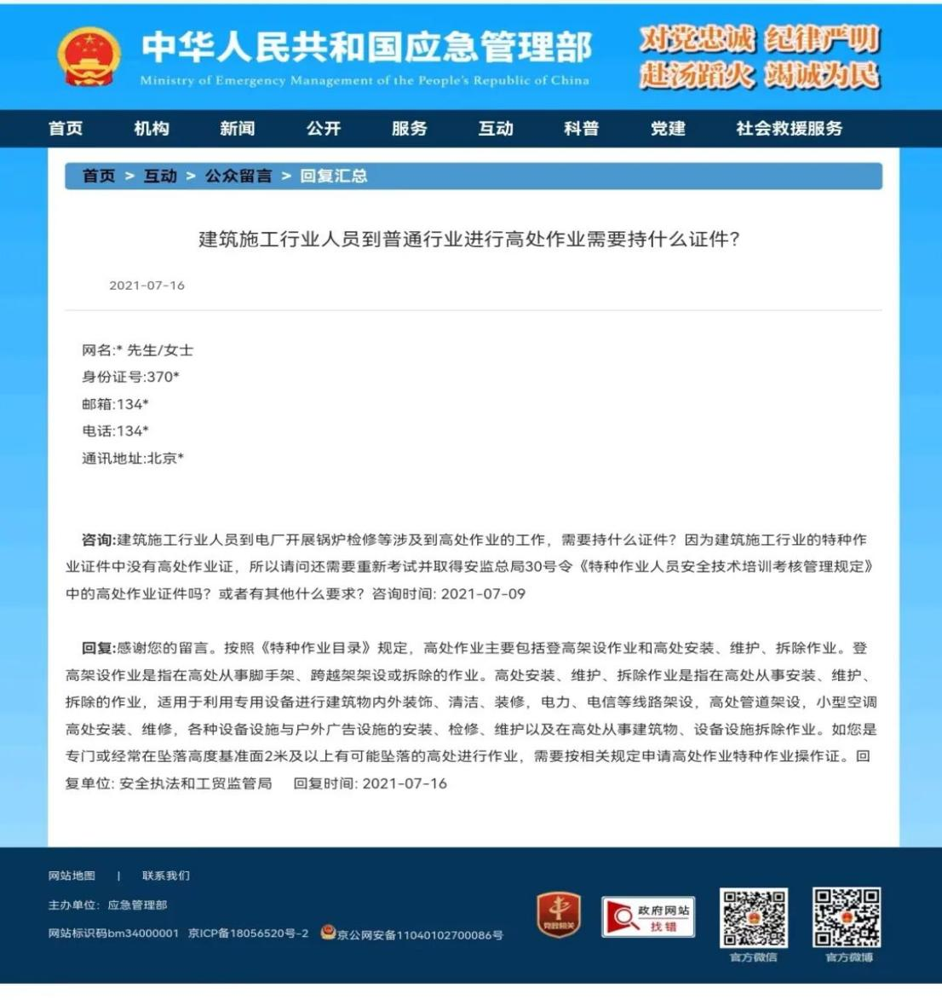 中华人民共和国应急管理部
Ministry of Emergency Management of the People's Republic of China
对党忠诚 纪律严明
赴汤蹈火 竭诚为民
首页 机构 新闻 公开 服务 互动 科普 党建 社会救援服务
首页 > 互动 > 公众留言 > 回复汇总
建筑施工行业人员到普通行业进行高处作业需要持什么证件?
2021-07-16
网名:* 先生/女士
身份证号:370*
邮箱:134*
电话:134*
通讯地址:北京*
咨询:建筑施工行业人员到电厂开展锅炉检修等涉及到高处作业的工作，需要持什么证件？因为建筑施工行业的特种作
业证件中没有高处作业证，所以请问还需要重新考试并取得安监总局30号令《特种作业人员安全技术培训考核管理规定》
中的高处作业证件吗？或者有其他什么要求？咨询时间: 2021-07-09
回复:感谢您的留言。按照《特种作业目录》规定，高处作业主要包括登高架设作业和高处安装、维护、拆除作业。登
高架设作业是指在高处从事脚手架、跨越架架设或拆除的作业。高处安装、维护、拆除作业是指在高处从事安装、维护、
拆除的作业，适用于利用专用设备进行建筑物内外装饰、清洁、装修，电力、电信等线路架设，高处管道架设，小型空调
高处安装、维修，各种设备设施与户外广告设施的安装、检修、维护以及在高处从事建筑物、设备设施拆除作业。如您是
专门或经常在坠落高度基准面2米及以上有可能坠落的高处进行作业，需要按相关规定申请高处作业特种作业操作证。回
复单位: 安全执法和工贸监管局 回复时间: 2021-07-16
网站地图 | 联系我们
主办单位：应急管理部
网站标识码bm34000001 京ICP备18056520号-2 京公网安备11040102700086号
党政机关
政府网站
找错
官方微信
官方微博